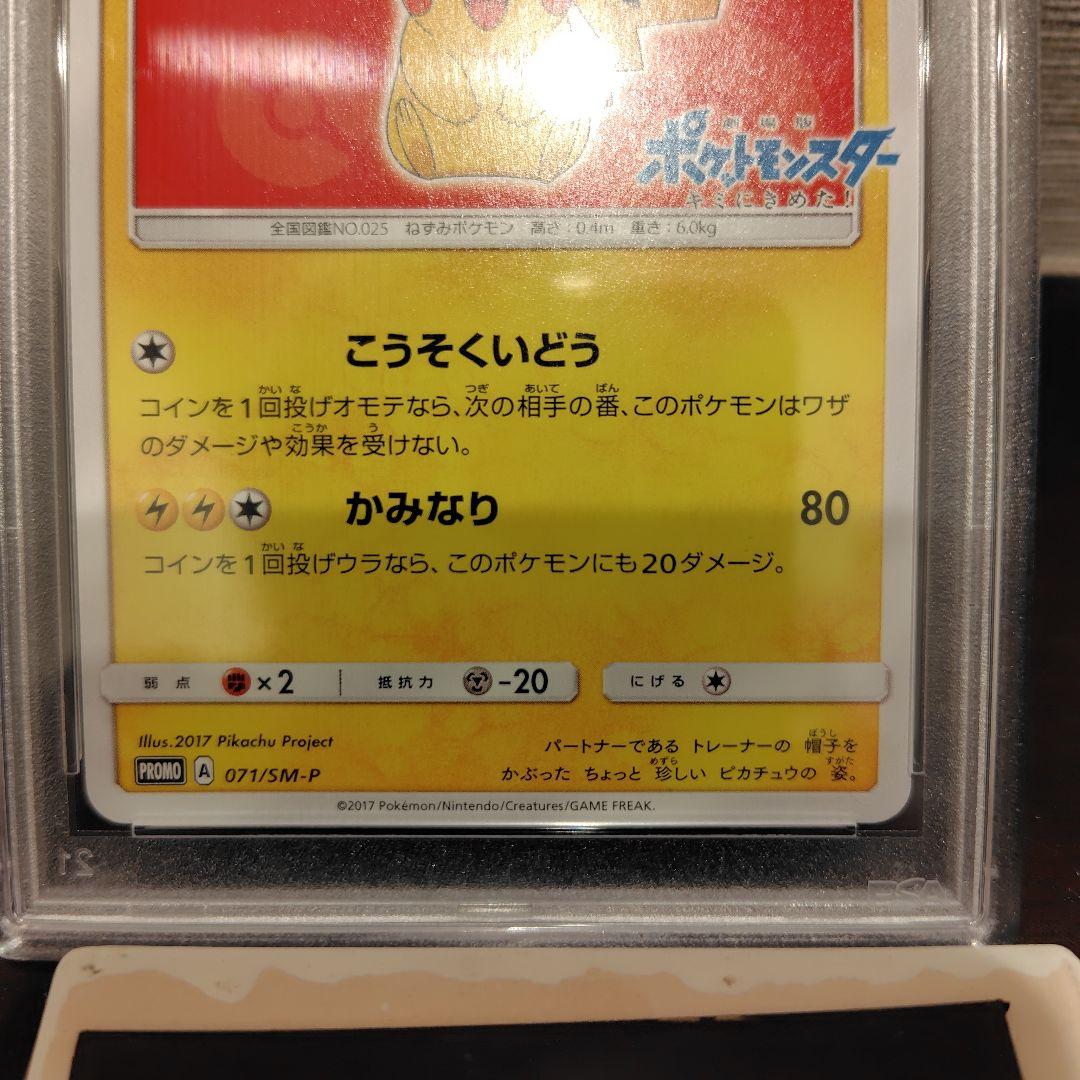 劇場版
ポケットモンスター
キミにきめた!
全国図鑑NO.025 ねずみポケモン 高さ:0.4m 重さ:6.0kg
こうそくいどう
コインを1回投げオモテなら、次の相手の番、このポケモンはワザ
のダメージや効果を受けない。
かみなり 80
コインを1回投げウラなら、このポケモンにも20ダメージ。
弱点 ×2 抵抗力 -20 にげる
Illus.2017 Pikachu Project
PROMO A 071/SM-P
パートナーである トレーナーの 帽子を
かぶった ちょっと 珍しい ピカチュウの 姿。
©2017 Pokémon/Nintendo/Creatures/GAME FREAK.
21
PSA